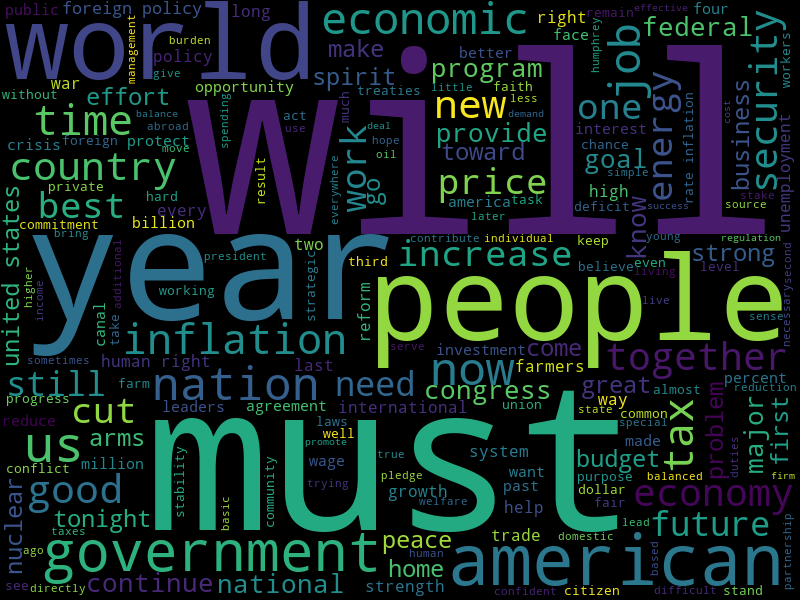 public
foreign policy
long
world
economic
right
remain
effective
four
federal
burden
management
policy
make
face
humphrey
job
workers
without
war
give
opportunity
spirit
better
program
security
effort
treaties
little
faith
will
new
less
one
energy
time
balance
abroad
act
use
spending
much
demand
provide
interest
rate inflation
business
cost
crisis
foreign
protect
move
everywhere
work
deal
hope
oil
toward
goal
chance
simple
country
private
result
go
price
high
unemployment
best
hard
america
task
later
deficit
success
source
stake
united states
commitment
every
billion
know
bring
year
contribute
individual
keep
young
regulation
two
president
increase
believe
even
level
strong
necessary
second
higher
income
canal
take
additional
working
strategic
third
reform
people
living
live
sense
inflation
serve
sometimes
human right
last
investment
come
farmers
together
still
farm
nation
need
now
congress
great
way
almost
percent
reduction
progress
reduce
leaders
agreement
international
union
state
common
special
problem
cut
laws
well
promote
must
tax
major
first
us
arms
true
system
made
duties
conflict
million
stability
community
wage
trying
pledge
want
budget
purpose
balanced
firm
good
basic
growth
past
dollar
economy
nuclear
tonight
welfare
help
fair
lead
future
taxes
peace
trade
domestic
partnership
ago
government
human
home
american
based
see
directly
continue
national
strength
confident
citizen
difficult
stand